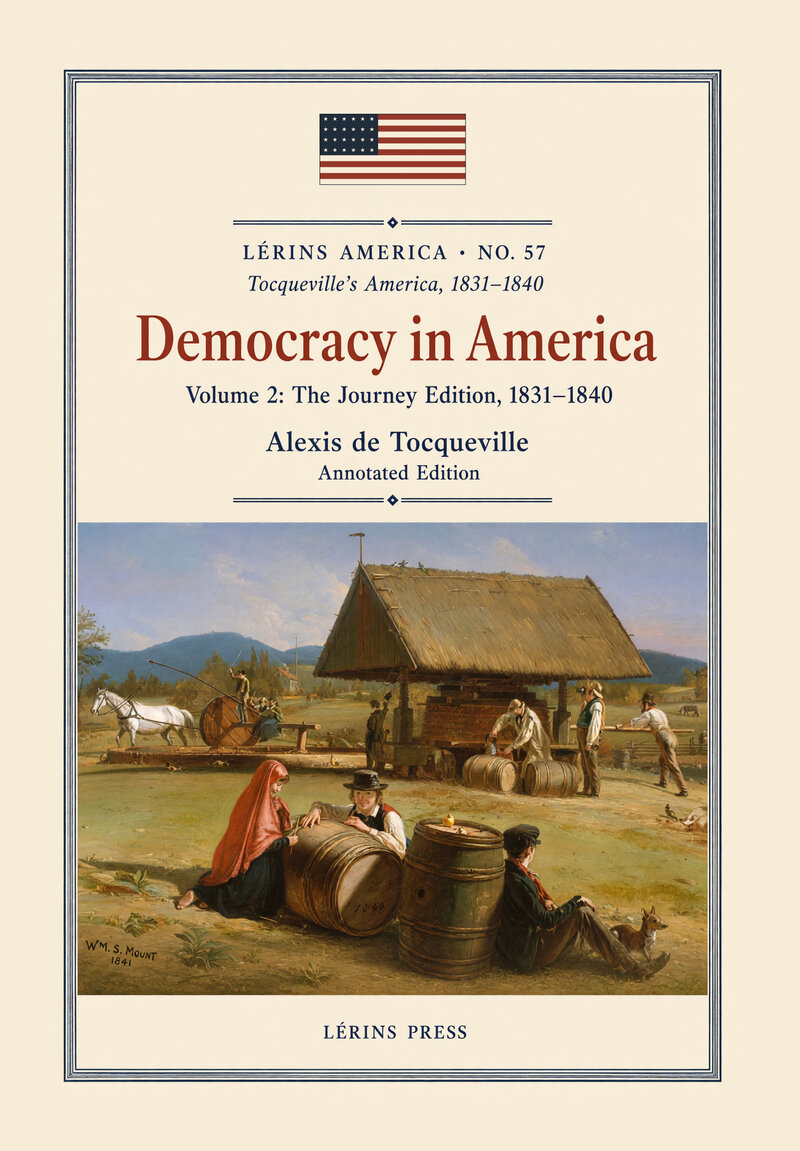 LÉRINS AMERICA • NO. 57
Tocqueville's America, 1831–1840
Democracy in America
Volume 2: The Journey Edition, 1831–1840
Alexis de Tocqueville
Annotated Edition
1840
WM. S. MOUNT
1841
LÉRINS PRESS